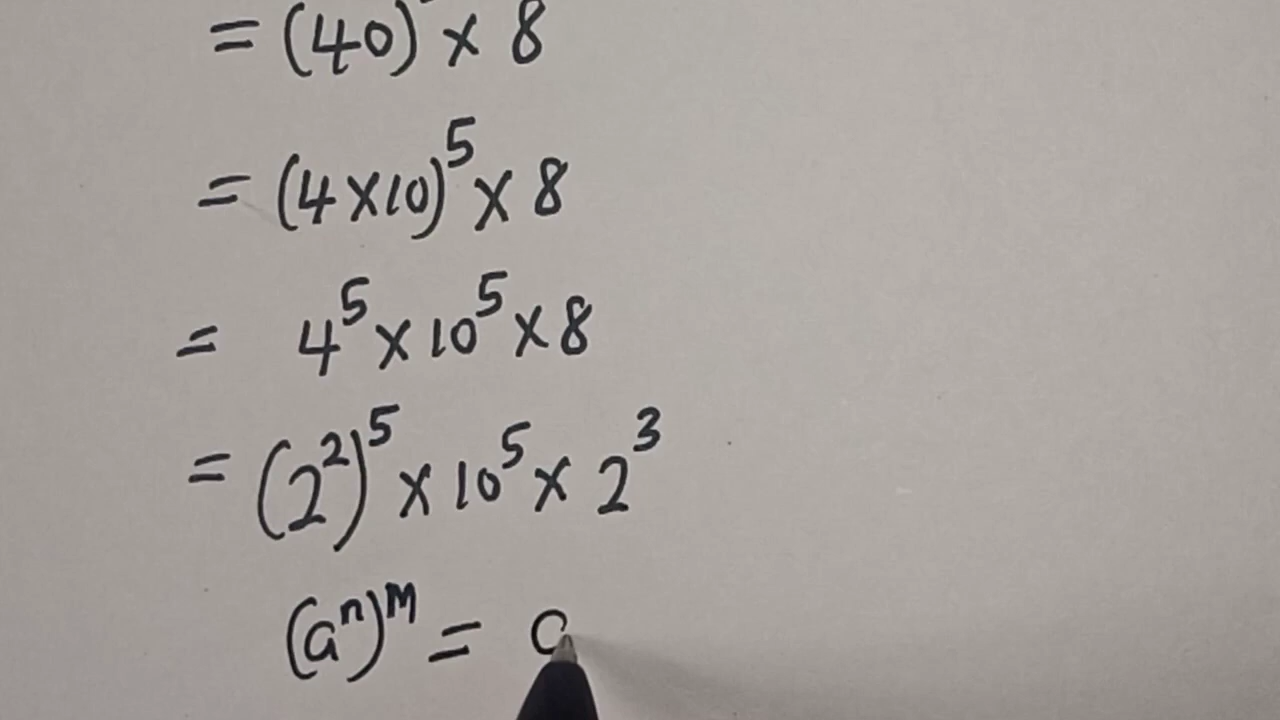 = (40) × 8
= (4×10)⁵ × 8
= 4⁵ × 10⁵ × 8
= (2²)⁵ × 10⁵ × 2³
(aⁿ)ᵐ =